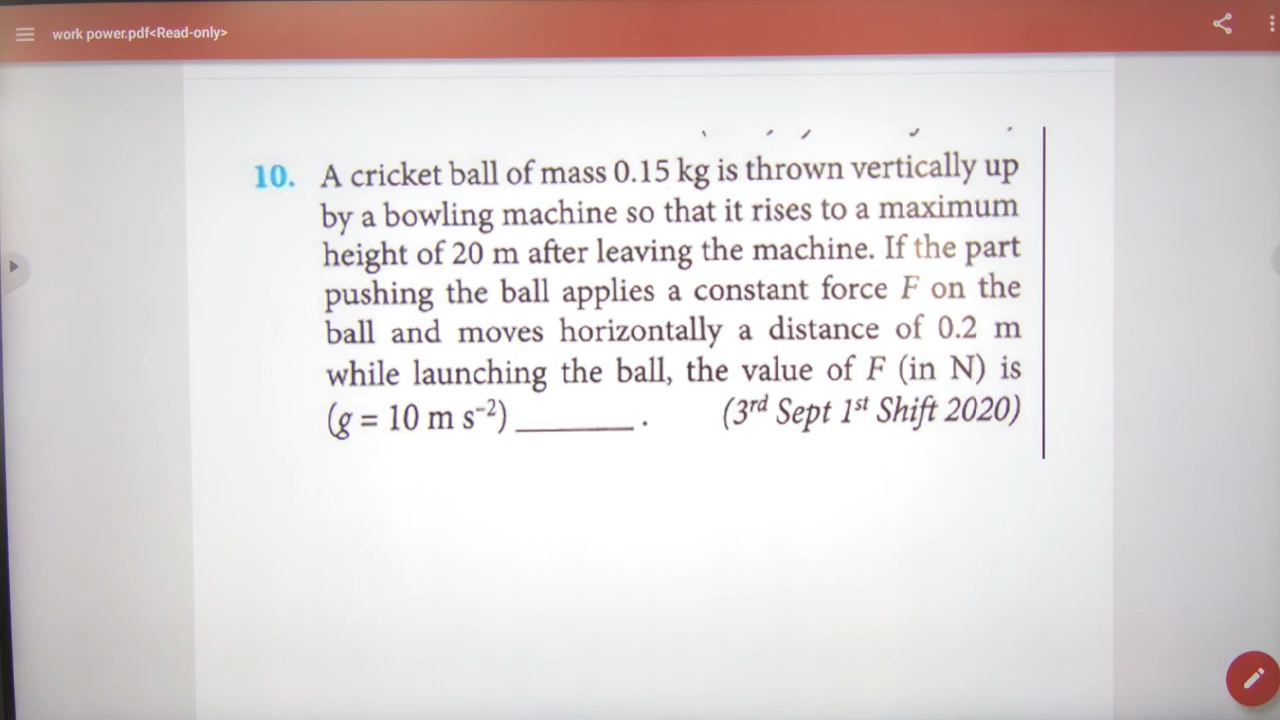 work power.pdf<Read-only>
10. A cricket ball of mass 0.15 kg is thrown vertically up
by a bowling machine so that it rises to a maximum
height of 20 m after leaving the machine. If the part
pushing the ball applies a constant force F on the
ball and moves horizontally a distance of 0.2 m
while launching the ball, the value of F (in N) is
(g = 10 m s⁻²) ________ . (3rd Sept 1st Shift 2020)